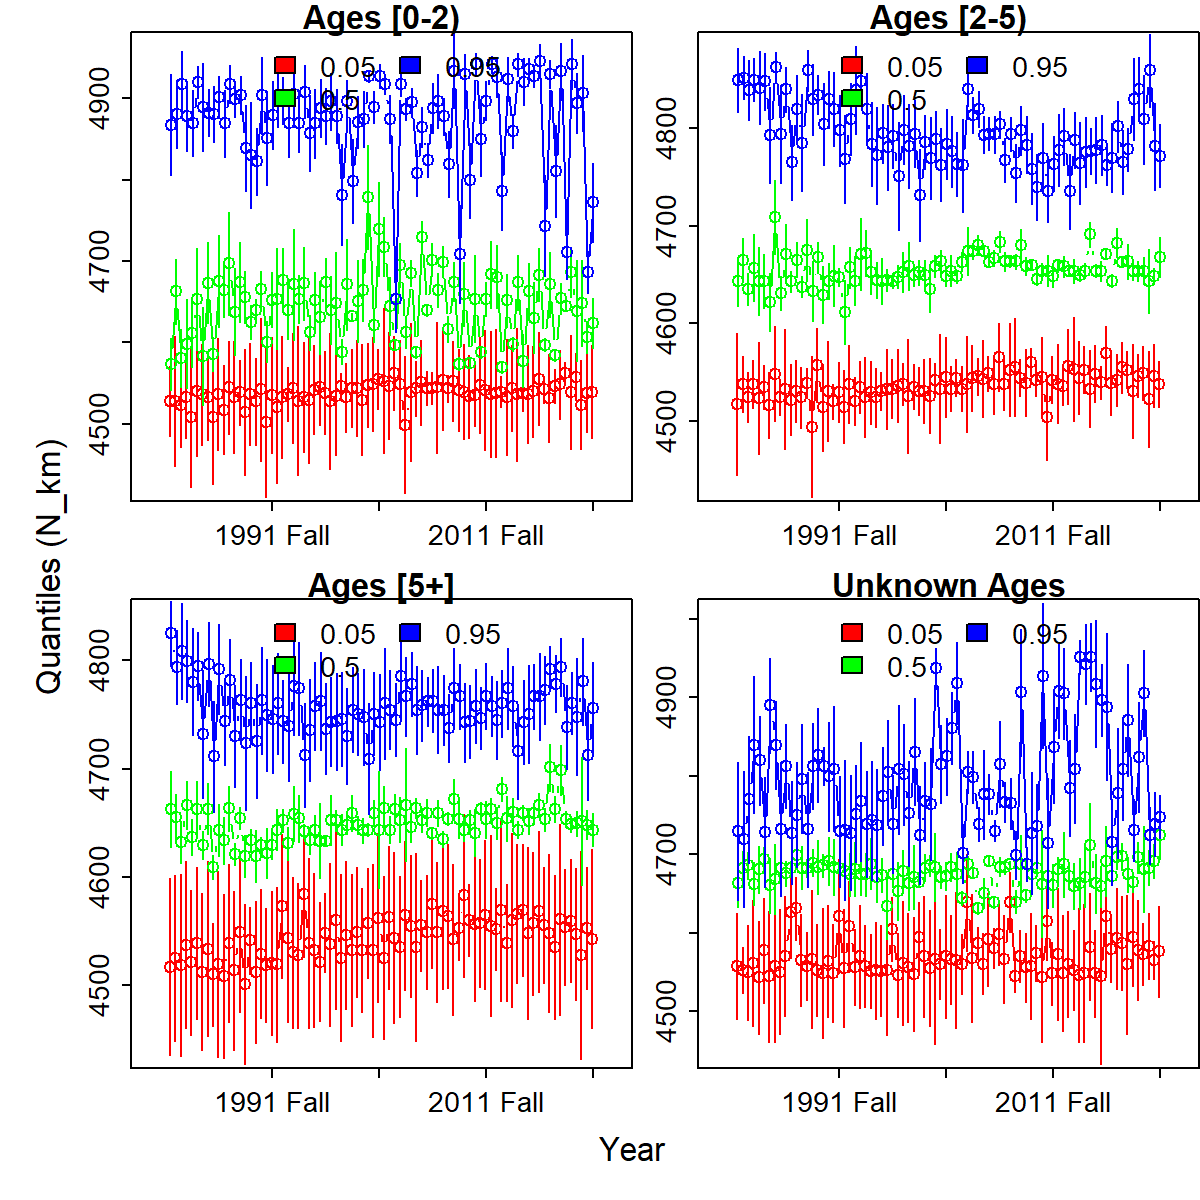 Ages [0-2)
0.05 0.95
0.5
4900
4700
4500
1991 Fall 2011 Fall
Ages [2-5)
0.05 0.95
0.5
4800
4700
4600
4500
1991 Fall 2011 Fall
Quantiles (N_km)
Ages [5+]
0.05 0.95
0.5
4800
4700
4600
4500
1991 Fall 2011 Fall
Unknown Ages
0.05 0.95
0.5
4900
4700
4500
1991 Fall 2011 Fall
Year